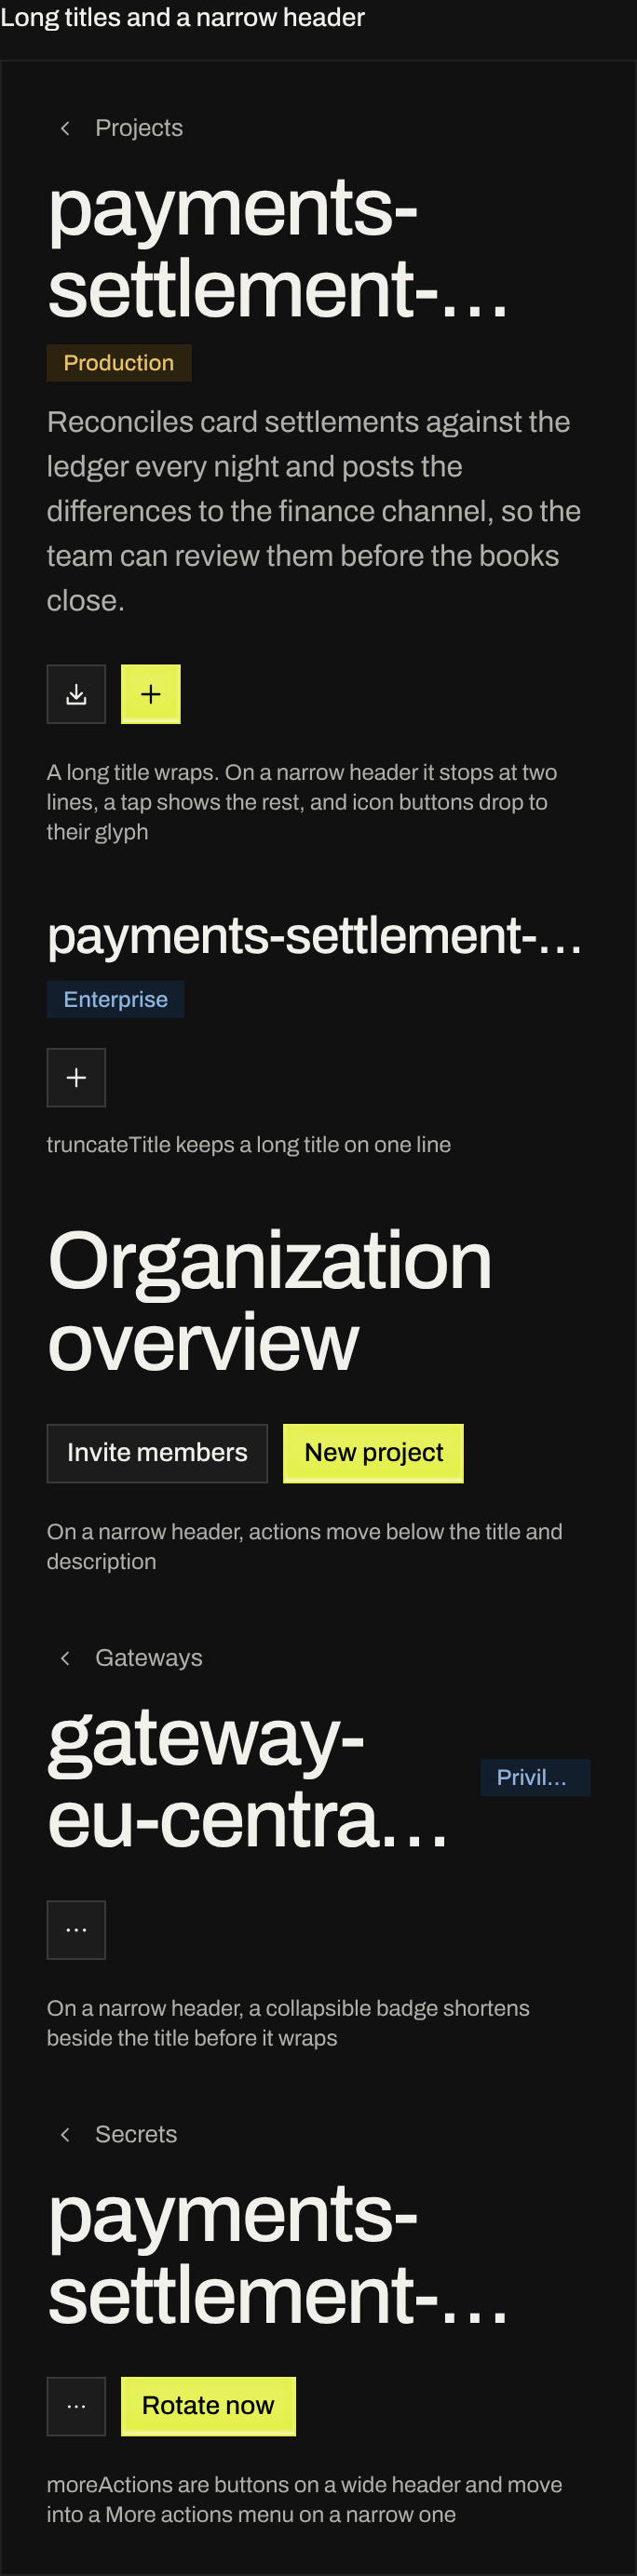 Long titles and a narrow header
Projects
payments-
settlement-...
Production
Reconciles card settlements against the
ledger every night and posts the
differences to the finance channel, so the
team can review them before the books
close.
A long title wraps. On a narrow header it stops at two
lines, a tap shows the rest, and icon buttons drop to
their glyph
payments-settlement-...
Enterprise
truncateTitle keeps a long title on one line
Organization
overview
Invite members
New project
On a narrow header, actions move below the title and
description
Gateways
gateway-
eu-centra...
Privil...
On a narrow header, a collapsible badge shortens
beside the title before it wraps
Secrets
payments-
settlement-...
Rotate now
moreActions are buttons on a wide header and move
into a More actions menu on a narrow one